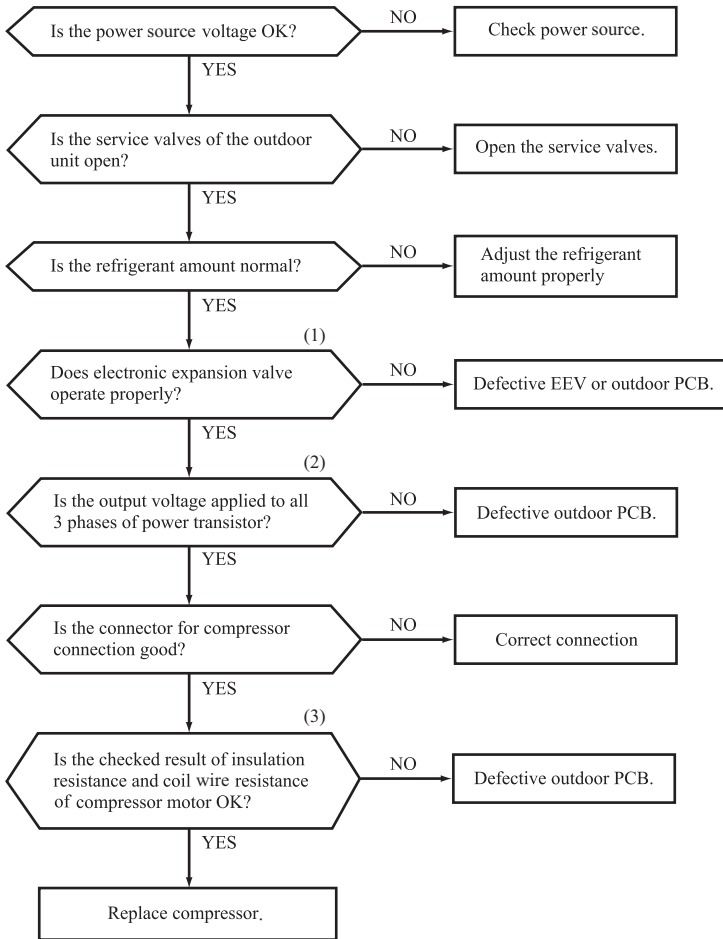 Is the power source voltage OK?
NO
Check power source.
YES
Is the service valves of the outdoor
unit open?
NO
Open the service valves.
YES
Is the refrigerant amount normal?
NO
Adjust the refrigerant
amount properly
YES
(1)
Does electronic expansion valve
operate properly?
NO
Defective EEV or outdoor PCB.
YES
(2)
Is the output voltage applied to all
3 phases of power transistor?
NO
Defective outdoor PCB.
YES
Is the connector for compressor
connection good?
NO
Correct connection
YES
(3)
Is the checked result of insulation
resistance and coil wire resistance
of compressor motor OK?
NO
Defective outdoor PCB.
YES
Replace compressor.